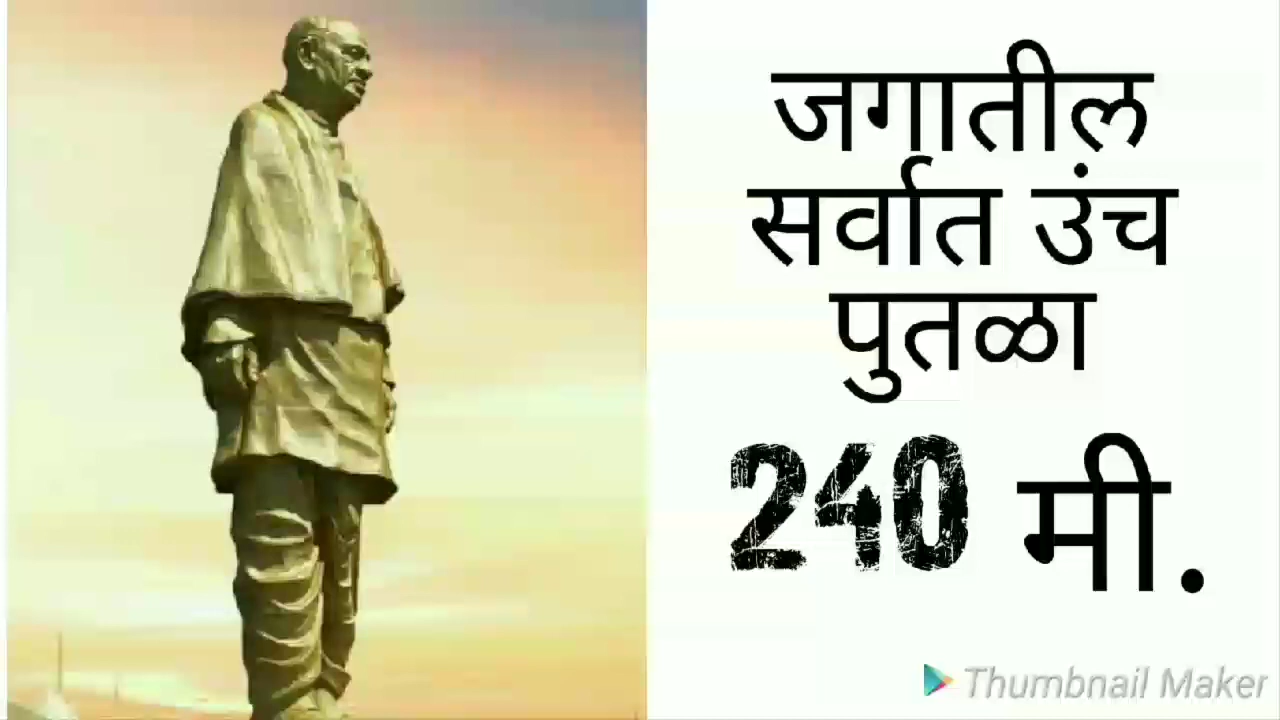 जगातील
सर्वात उंच
पुतळा
240 मी.
Thumbnail Maker